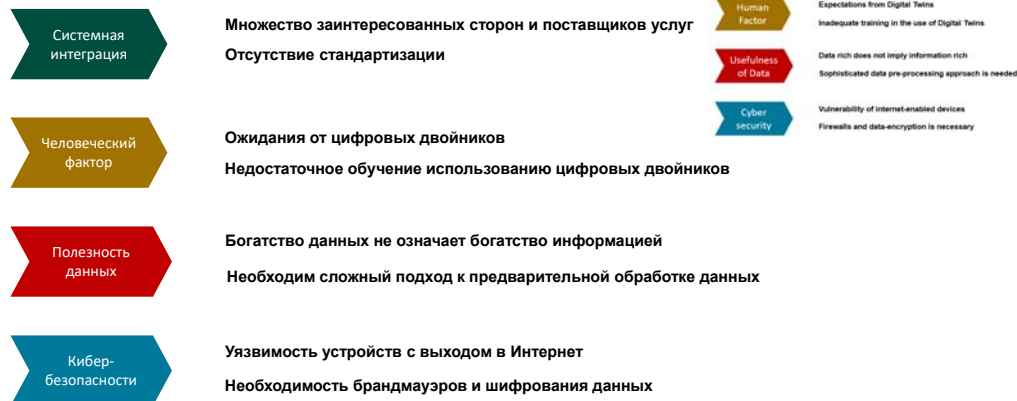 Системная
интеграция
Множество заинтересованных сторон и поставщиков услуг
Отсутствие стандартизации
Человеческий
фактор
Ожидания от цифровых двойников
Недостаточное обучение использованию цифровых двойников
Полезность
данных
Богатство данных не означает богатство информацией
Необходим сложный подход к предварительной обработке данных
Кибер-
безопасности
Уязвимость устройств с выходом в Интернет
Необходимость брандмауэров и шифрования данных
Human
Factor
Expectations from Digital Twins
Inadequate training in the use of Digital Twins
Usefulness
of Data
Data rich does not imply information rich
Sophisticated data pre-processing approach is needed
Cyber
security
Vulnerability of internet-enabled devices
Firewalls and data-encryption is necessary